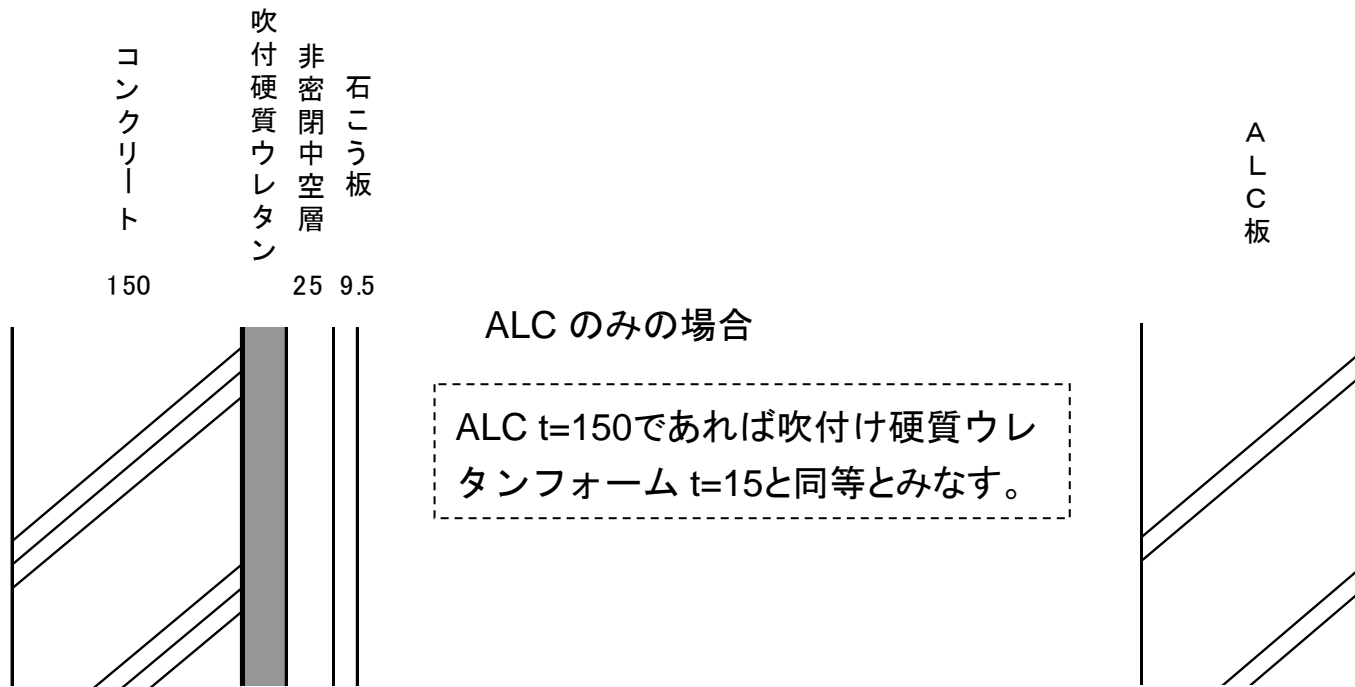 コンクリート
吹付硬質ウレタン
非密閉中空層
石こう板
150
25
9.5
ALC のみの場合
ALC t=150であれば吹付け硬質ウレ
タンフォーム t=15と同等とみなす。
ALC板